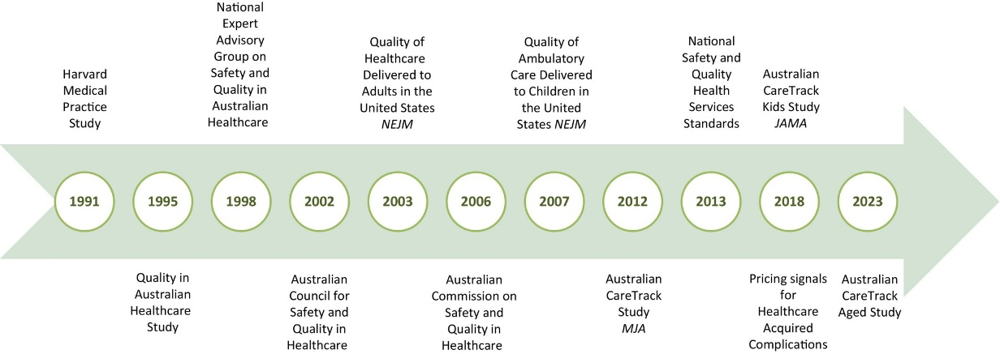 Harvard
Medical
Practice
Study
National
Expert
Advisory
Group on
Safety and
Quality in
Australian
Healthcare
Quality of
Healthcare
Delivered to
Adults in the
United States
NEJM
Quality of
Ambulatory
Care Delivered
to Children in
the United
States NEJM
National
Safety and
Quality
Health
Services
Standards
Australian
CareTrack
Kids Study
JAMA
1991
1995
1998
2002
2003
2006
2007
2012
2013
2018
2023
Quality in
Australian
Healthcare
Study
Australian
Council for
Safety and
Quality in
Healthcare
Australian
Commission on
Safety and
Quality in
Healthcare
Australian
CareTrack
Study
MJA
Pricing signals
for
Healthcare
Acquired
Complications
Australian
CareTrack
Aged Study